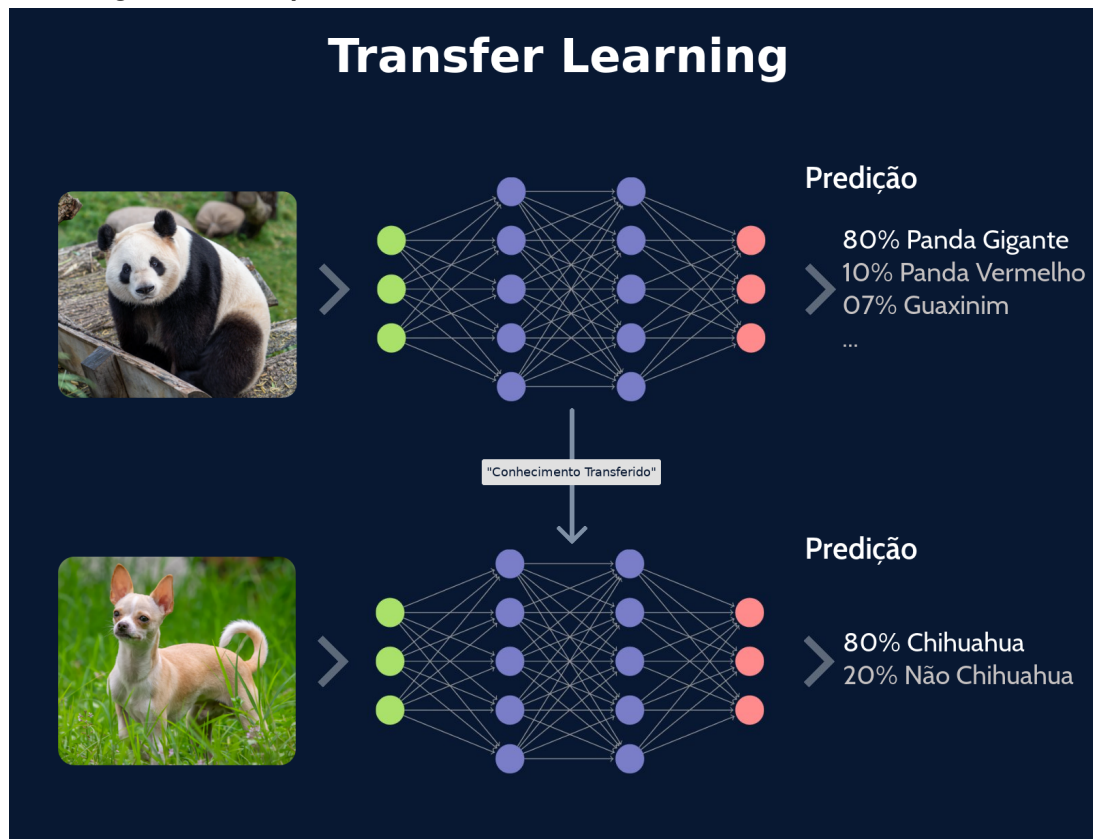 Transfer Learning
Predição
80% Panda Gigante
10% Panda Vermelho
07% Guaxinim
...
"Conhecimento Transferido"
Predição
80% Chihuahua
20% Não Chihuahua